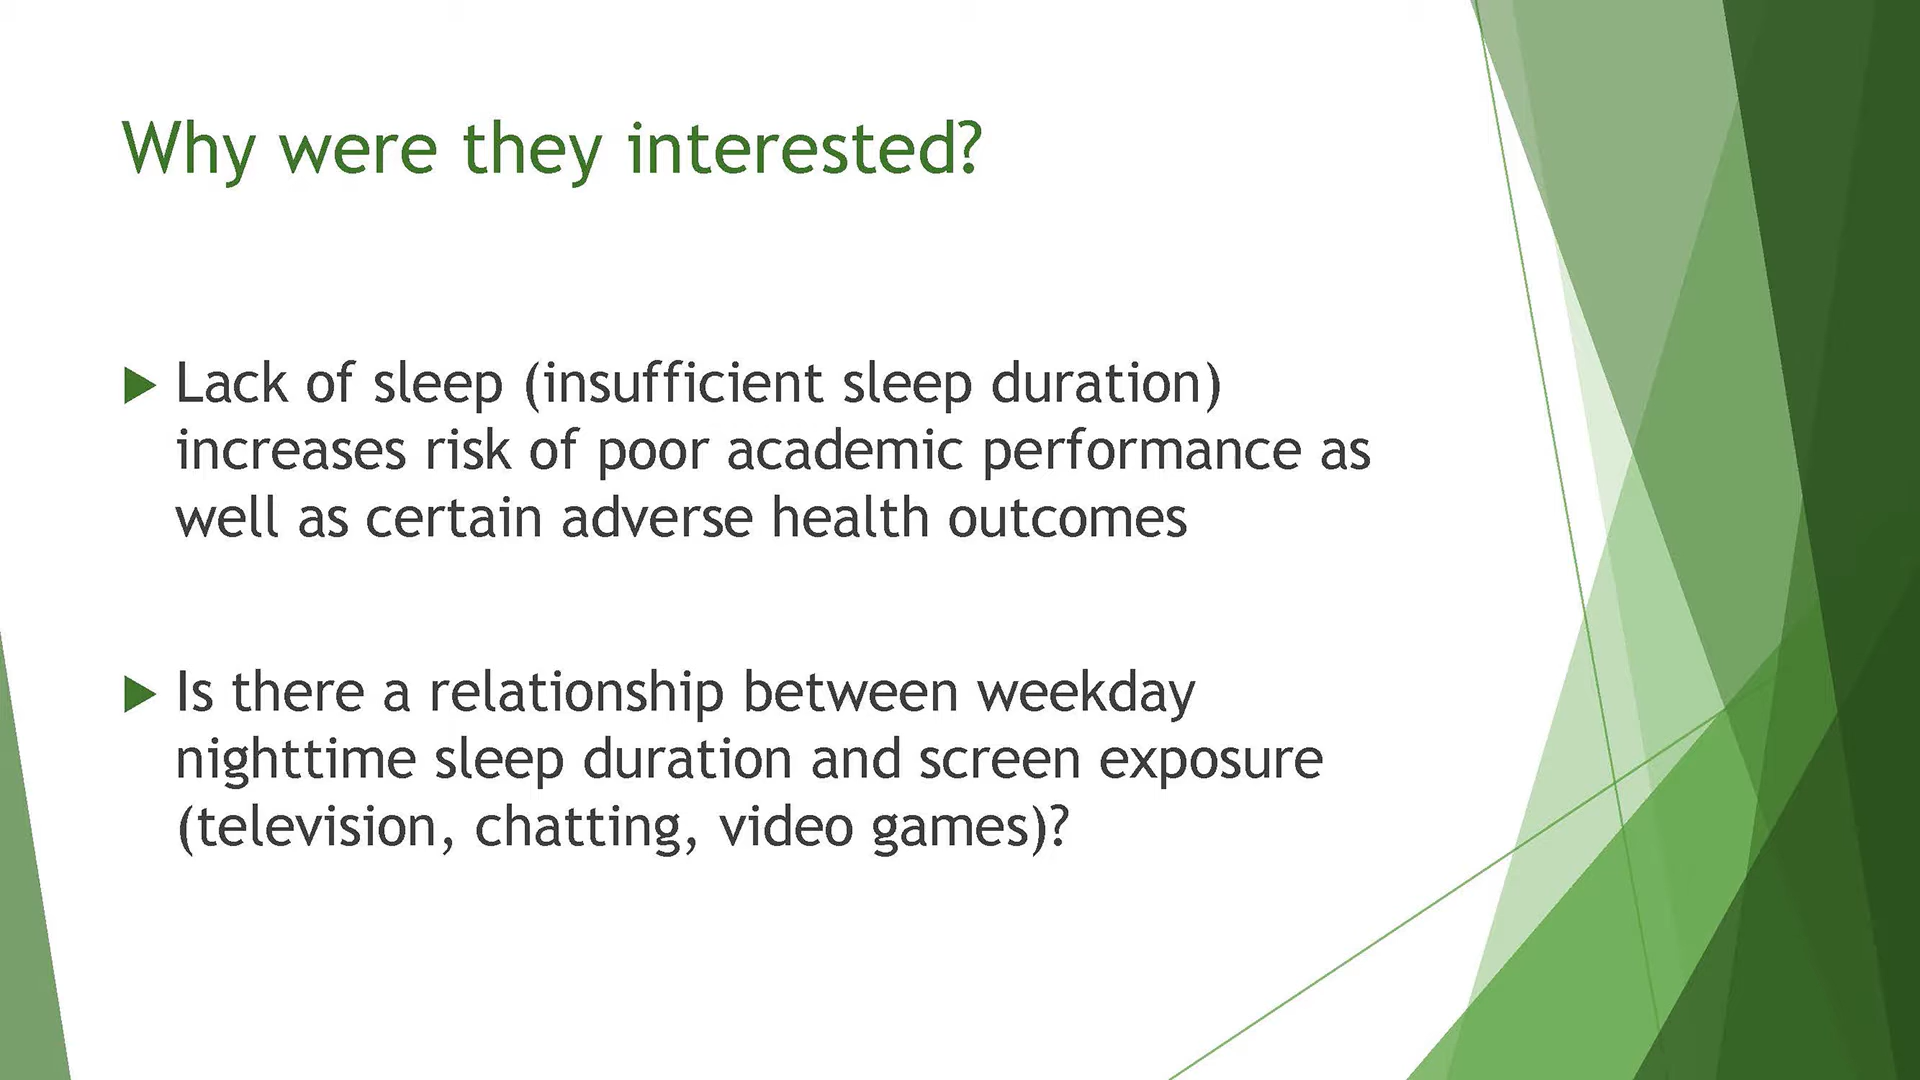 Why were they interested?
Lack of sleep (insufficient sleep duration)
increases risk of poor academic performance as
well as certain adverse health outcomes
Is there a relationship between weekday
nighttime sleep duration and screen exposure
(television, chatting, video games)?